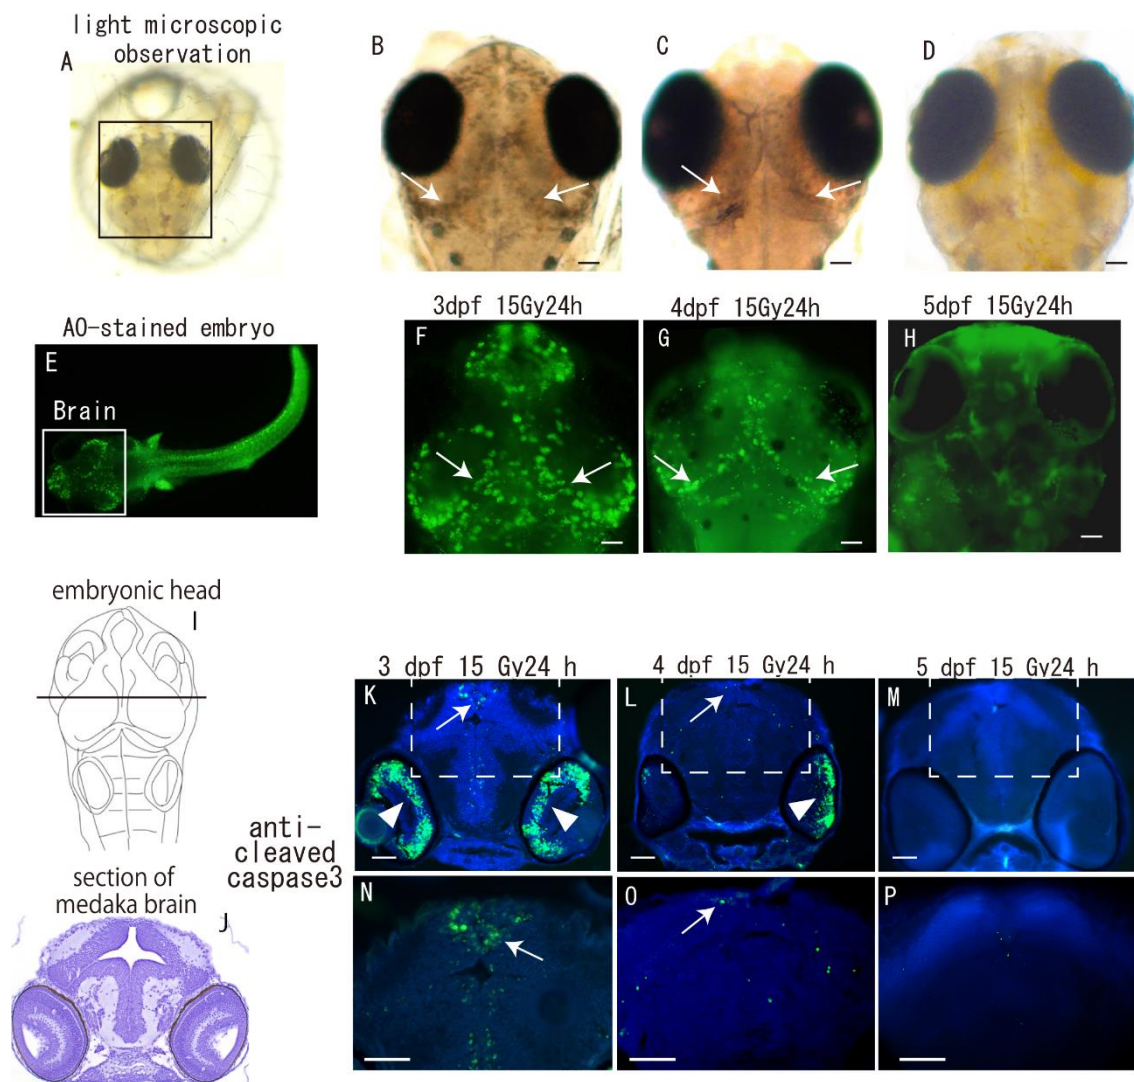 light microscopic
observation
A
B
C
D
3dpf 15Gy24h
4dpf 15Gy24h
5dpf 15Gy24h
AO-stained embryo
E
Brain
F
G
H
embryonic head
I
3 dpf 15 Gy24 h
4 dpf 15 Gy24 h
5 dpf 15 Gy24 h
K
L
M
anti-
cleaved
caspase3
section of
medaka brain
J
N
O
P